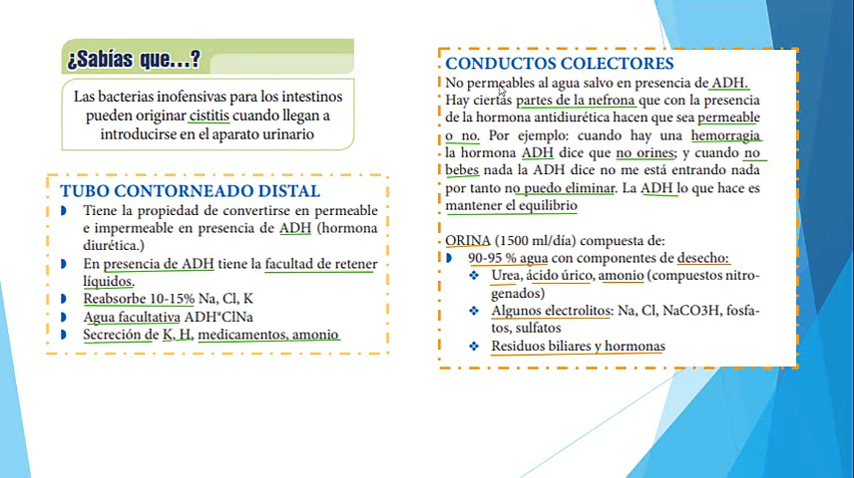 ¿Sabías que...?
Las bacterias inofensivas para los intestinos
pueden originar cistitis cuando llegan a
introducirse en el aparato urinario
TUBO CONTORNEADO DISTAL
Tiene la propiedad de convertirse en permeable
e impermeable en presencia de ADH (hormona
diurética.)
En presencia de ADH tiene la facultad de retener
líquidos.
Reabsorbe 10-15% Na, Cl, K
Agua facultativa ADH*ClNa
Secreción de K, H, medicamentos, amonio
CONDUCTOS COLECTORES
No permeables al agua salvo en presencia de ADH.
Hay ciertas partes de la nefrona que con la presencia
de la hormona antidiurética hacen que sea permeable
o no. Por ejemplo: cuando hay una hemorragia
la hormona ADH dice que no orines; y cuando no
bebes nada la ADH dice no me está entrando nada
por tanto no puedo eliminar. La ADH lo que hace es
mantener el equilibrio
ORINA (1500 ml/día) compuesta de:
90-95 % agua con componentes de desecho:
Urea, ácido úrico, amonio (compuestos nitro-
genados)
Algunos electrolitos: Na, Cl, NaCO3H, fosfa-
tos, sulfatos
Residuos biliares y hormonas